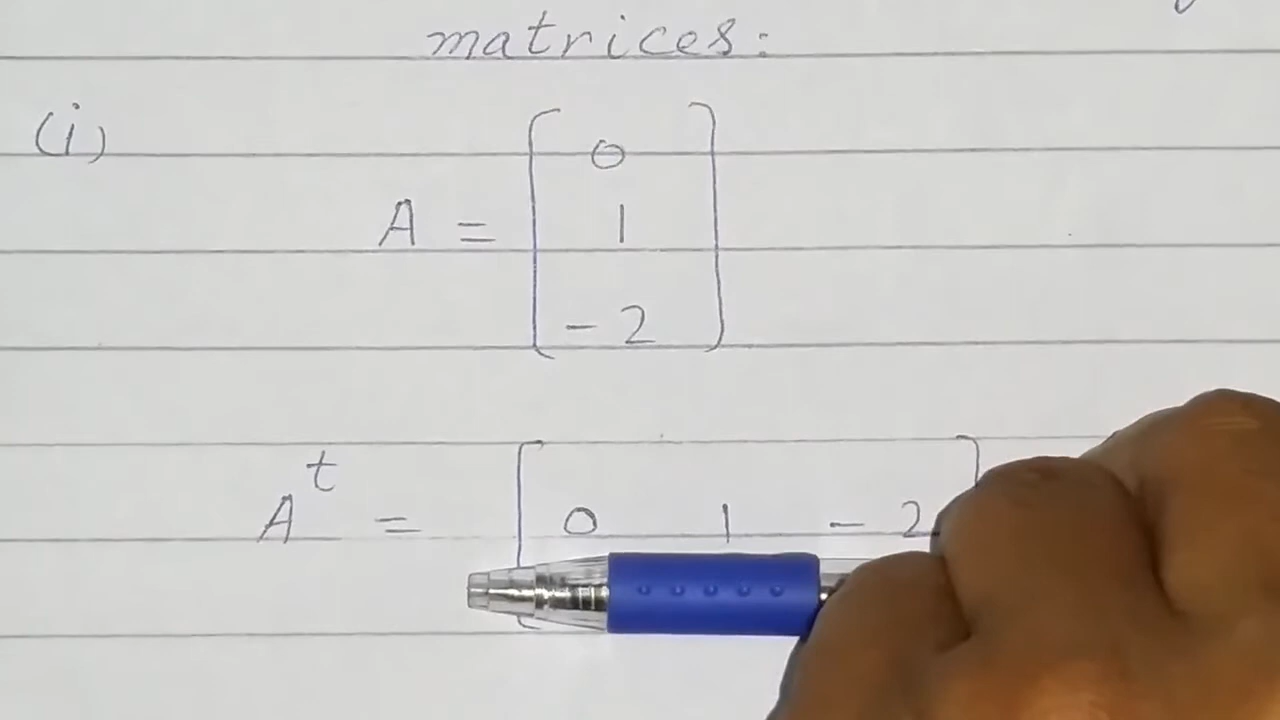 matrices:
(i)
A = [ 0
1
-2 ]
A^t = [ 0 1 -2 ]